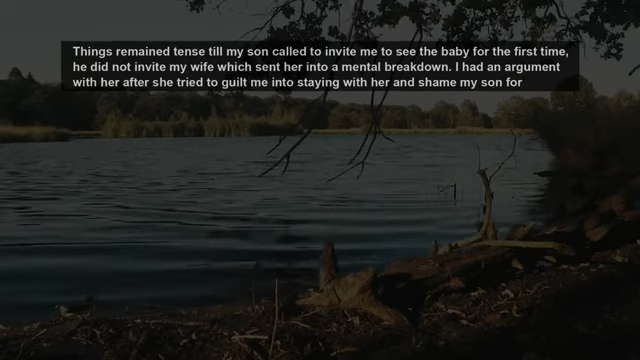 Things remained tense till my son called to invite me to see the baby for the first time,
he did not invite my wife which sent her into a mental breakdown. I had an argument
with her after she tried to guilt me into staying with her and shame my son for